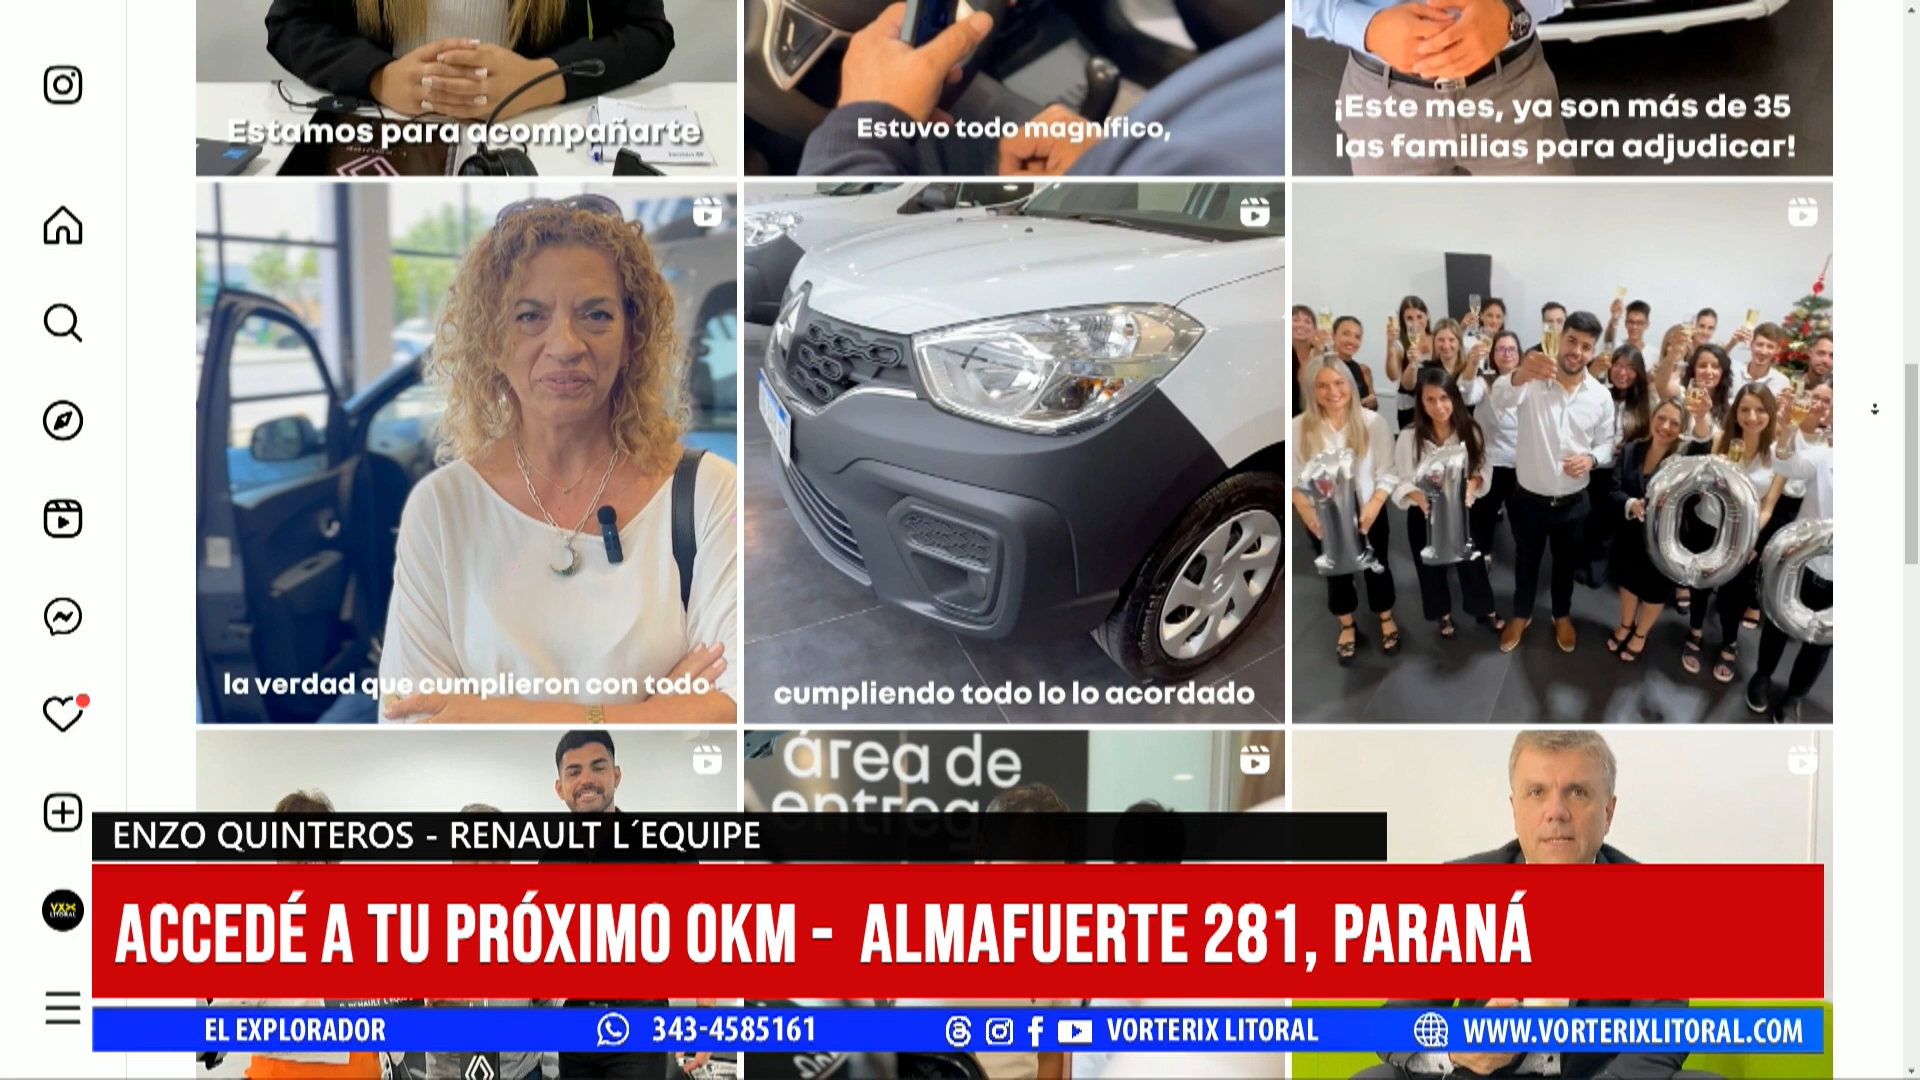 Estamos para acompañarte
Estuvo todo magnífico,
¡Este mes, ya son más de 35
las familias para adjudicar!
la verdad que cumplieron con todo
cumpliendo todo lo lo acordado
1100
área de
entreg
ENZO QUINTEROS - RENAULT L´EQUIPE
ACCEDÉ A TU PRÓXIMO 0KM - ALMAFUERTE 281, PARANÁ
EL EXPLORADOR
343-4585161
VORTERIX LITORAL
WWW.VORTERIXLITORAL.COM